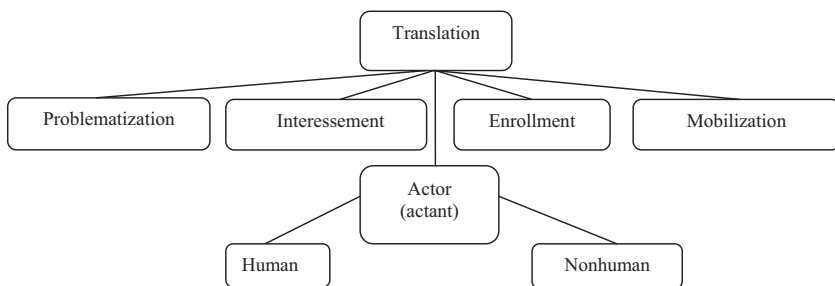 Translation
Problematization
Interessement
Enrollment
Mobilization
Actor
(actant)
Human
Nonhuman